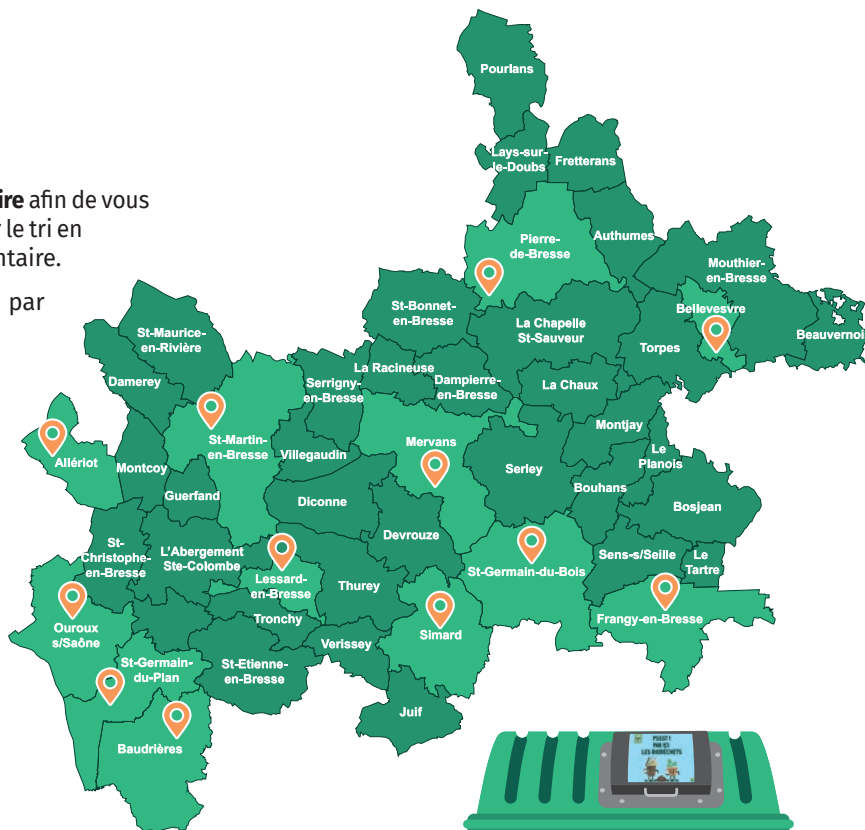 Pourlans
Lays-sur-
le-Doubs
Fretterans
ire afin de vous
r le tri en
ntaire.
par
Pierre-
de-Bresse
Authumes
Mouthier-
en-Bresse
Bellevesvre
Beauvernois
St-Bonnet-
en-Bresse
La Chapelle
St-Sauveur
Torpes
St-Maurice-
en-Rivière
Damerey
Serrigny-
en-Bresse
La Racineuse
Dampierre-
en-Bresse
La Chaux
Montjay
Le
Planois
Allériot
Montcoy
St-Martin-
en-Bresse
Villegaudin
Mervans
Serley
Bouhans
Bosjean
Guerfand
Diconne
Devrouze
St-
Christophe-
en-Bresse
L'Abergement
Ste-Colombe
Lessard-
en-Bresse
Thurey
St-Germain-du-Bois
Sens-s/Seille
Le
Tartre
Ouroux
s/Saône
Tronchy
Simard
Frangy-en-Bresse
St-Germain-
du-Plan
St-Etienne-
en-Bresse
Verissey
Juif
Baudrières
PSSST !
PAR ICI
LES BIODÉCHETS